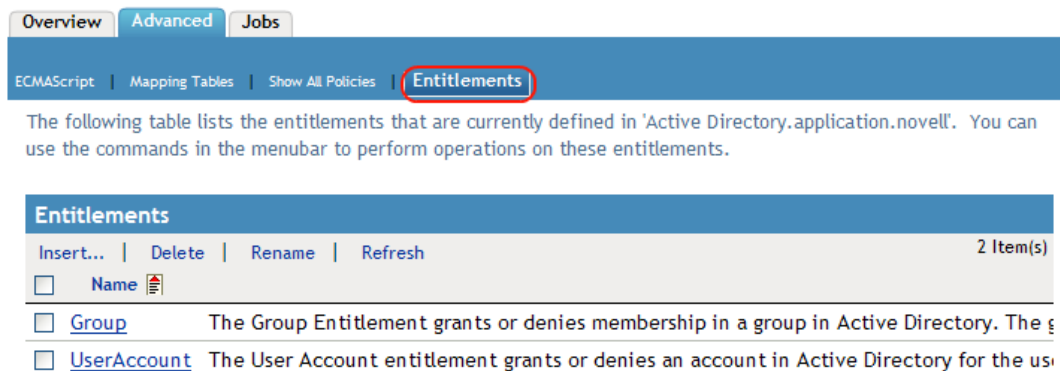 Overview Advanced Jobs
ECMAScript | Mapping Tables | Show All Policies | Entitlements
The following table lists the entitlements that are currently defined in 'Active Directory.application.novell'. You can
use the commands in the menubar to perform operations on these entitlements.
Entitlements
Insert... | Delete | Rename | Refresh 2 Item(s)
Name
Group The Group Entitlement grants or denies membership in a group in Active Directory. The
UserAccount The User Account entitlement grants or denies an account in Active Directory for the